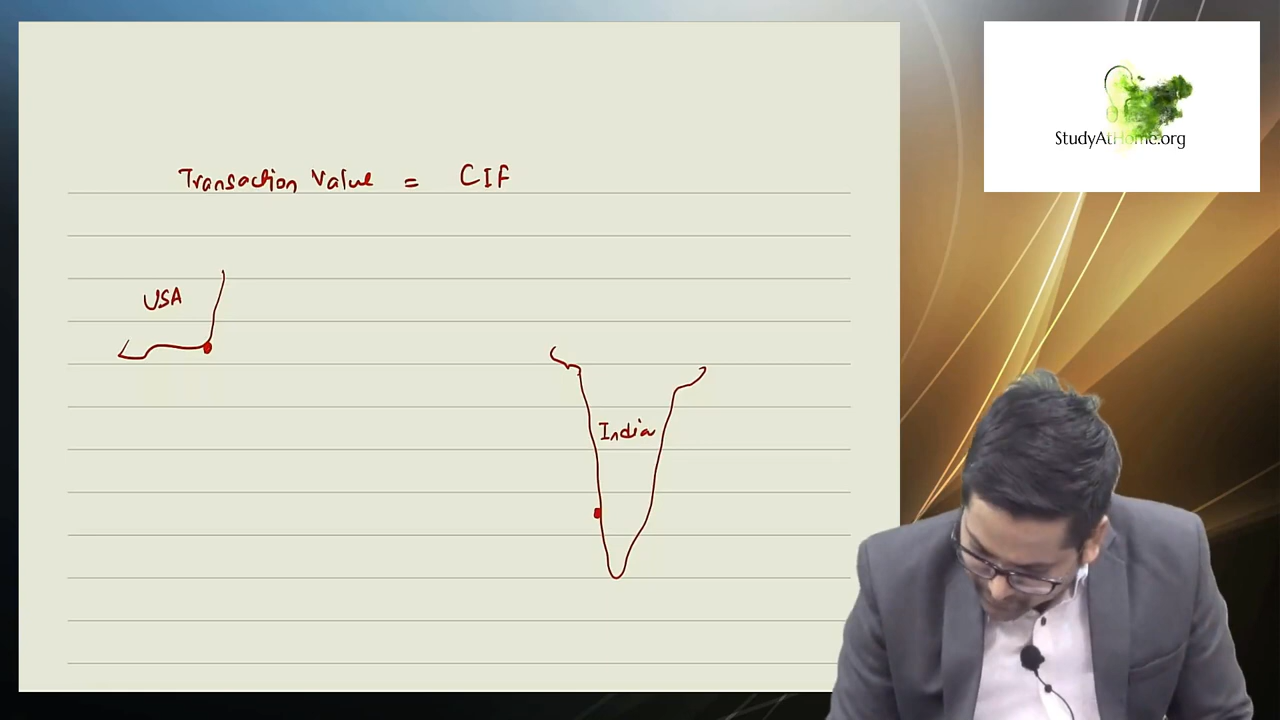 StudyAtHome.org
Transaction Value = CIF
USA
India